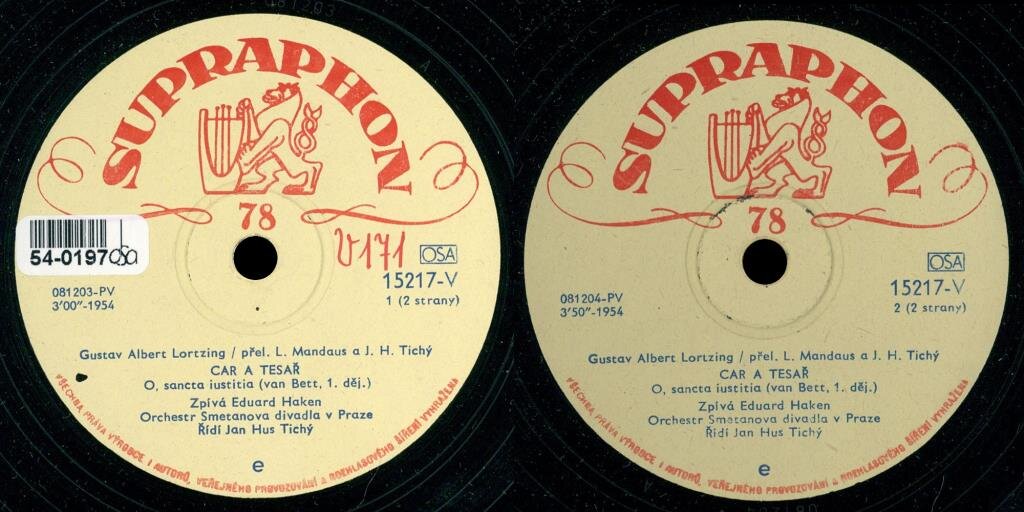 081203
SUPRAPHON
78
V171
54-0197
OSA
15217-V
1 (2 strany)
081203-PV
3'00"-1954
Gustav Albert Lortzing / přel. L. Mandaus a J. H. Tichý
CAR A TESAŘ
O, sancta iustitia (van Bett, 1. děj.)
Zpívá Eduard Haken
Orchestr Smetanova divadla v Praze
Řídí Jan Hus Tichý
e
VŠECHNA PRÁVA VÝROBCE I AUTORŮ, VEŘEJNÉHO PROVOZOVÁNÍ A ROZHLASOVÉHO ŠÍŘENÍ VYHRAŽENA
SUPRAPHON
78
OSA
15217-V
2 (2 strany)
081204-PV
3'50"-1954
Gustav Albert Lortzing / přel. L. Mandaus a J. H. Tichý
CAR A TESAŘ
O, sancta iustitia (van Bett, 1. děj.)
Zpívá Eduard Haken
Orchestr Smetanova divadla v Praze
Řídí Jan Hus Tichý
e
VŠECHNA PRÁVA VÝROBCE I AUTORŮ, VEŘEJNÉHO PROVOZOVÁNÍ A ROZHLASOVÉHO ŠÍŘENÍ VYHRAŽENA